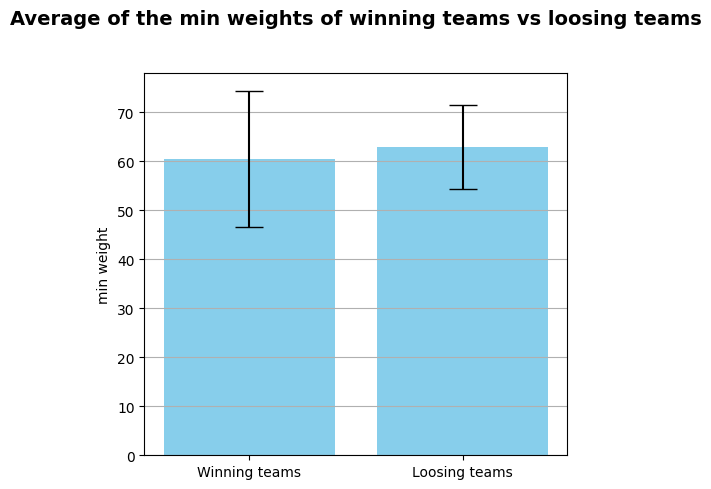 Average of the min weights of winning teams vs loosing teams
70
60
50
40
30
20
10
0
min weight
Winning teams
Loosing teams